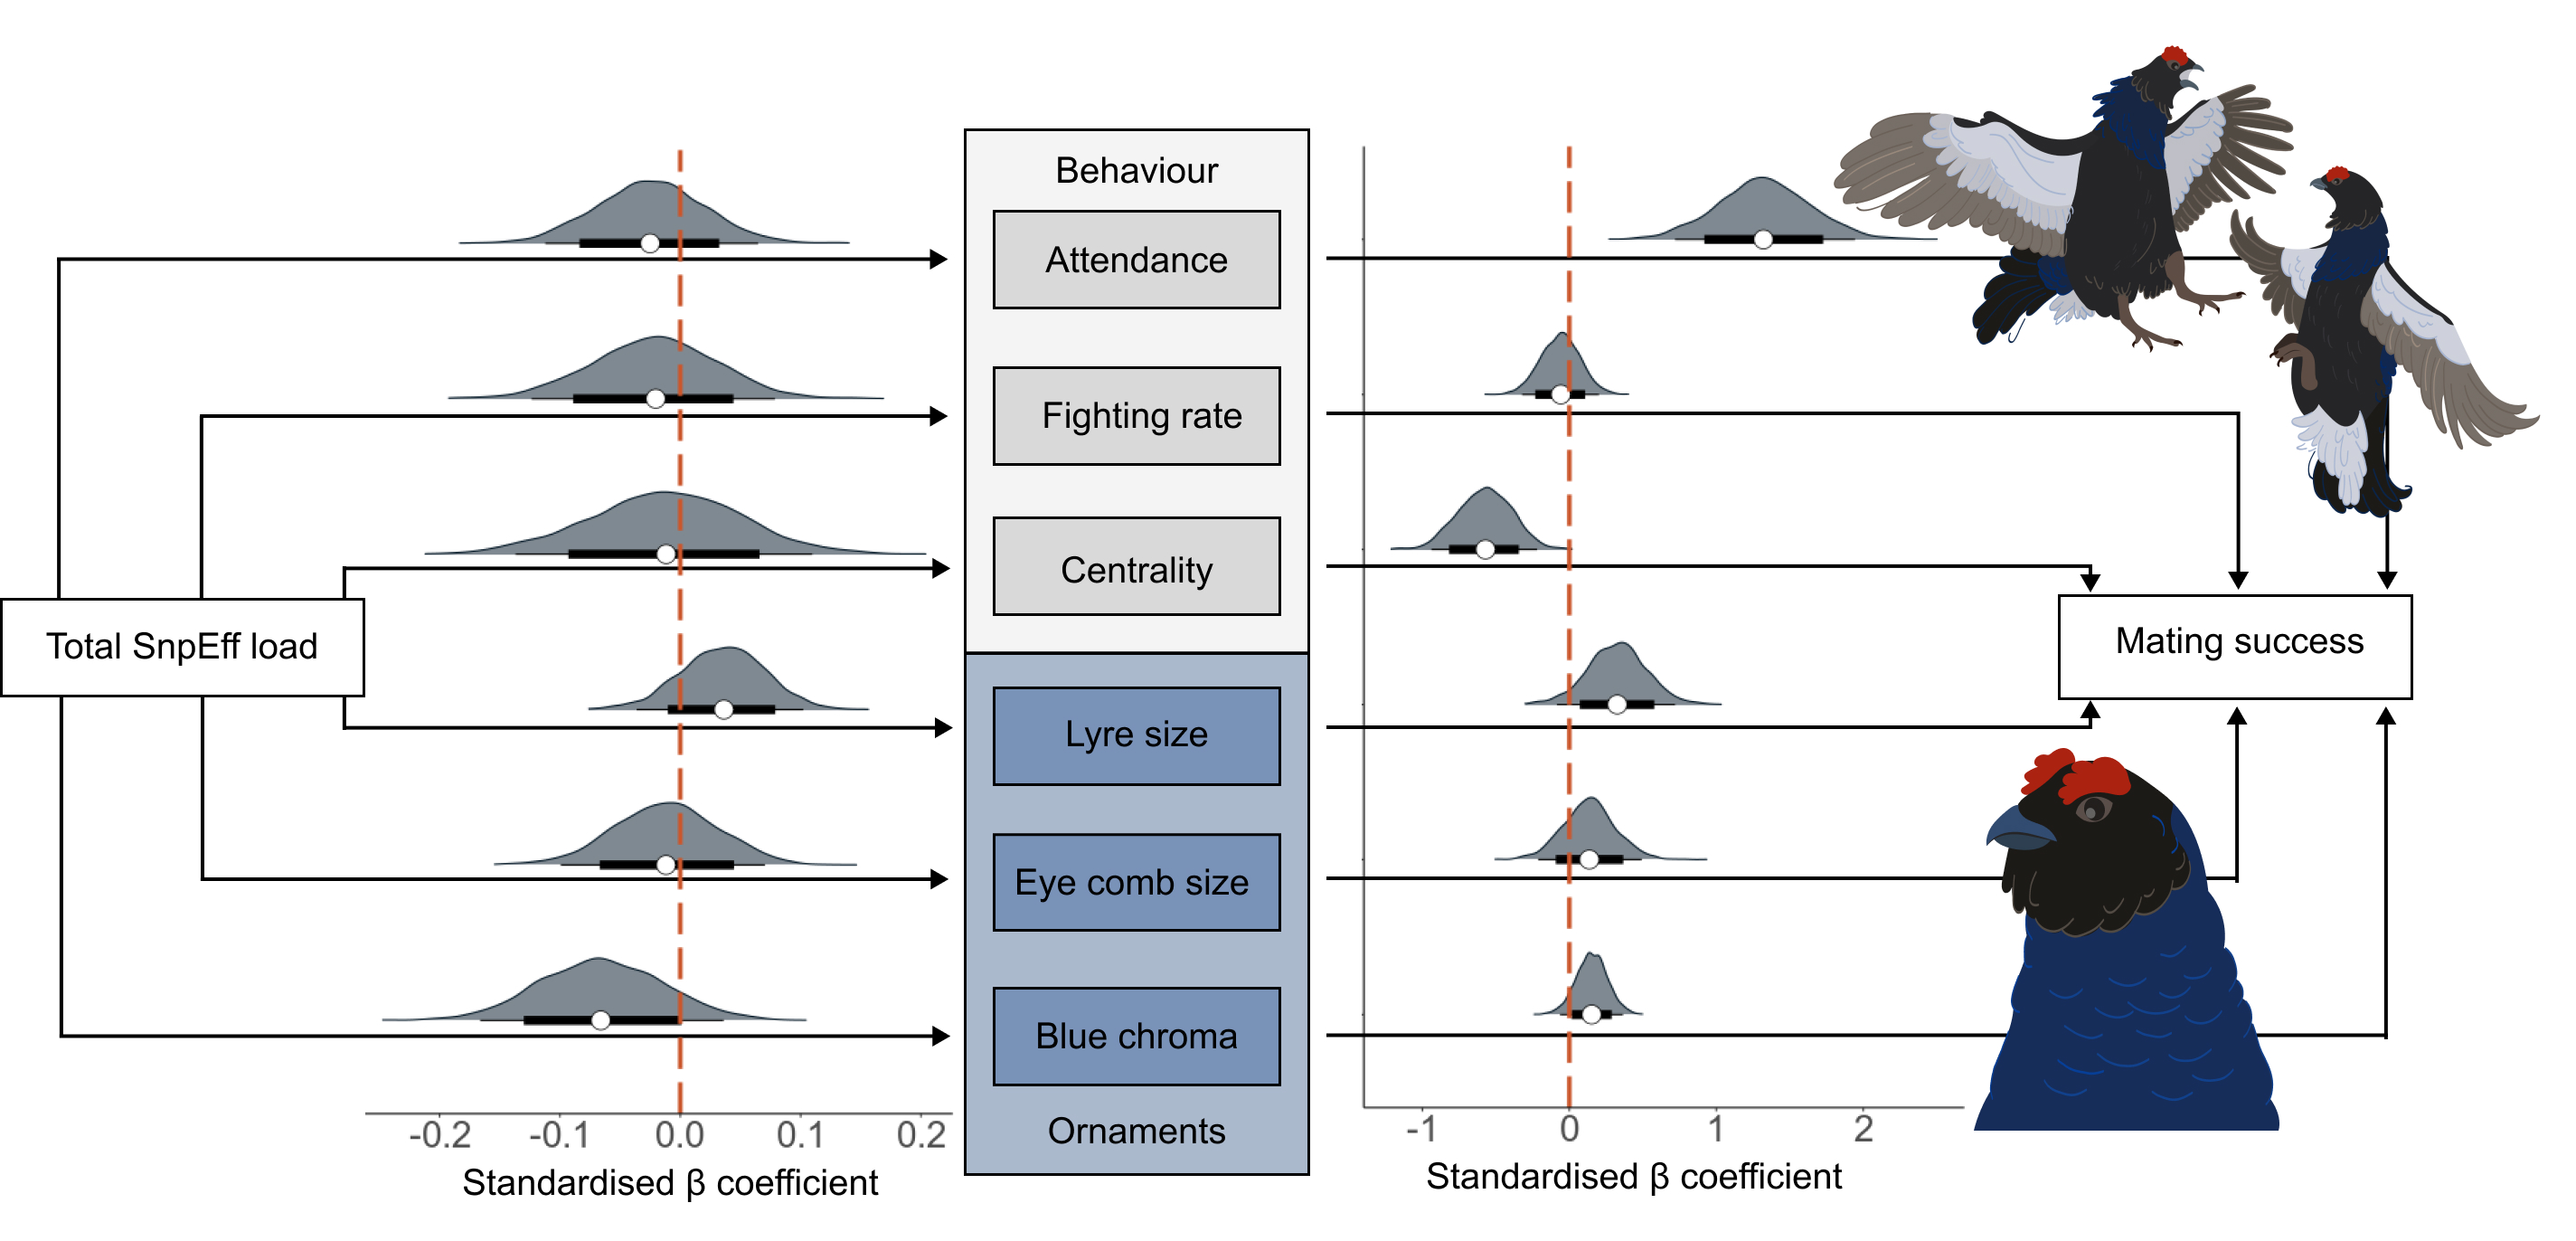 Behaviour
Attendance
Fighting rate
Centrality
Total SnpEff load
Mating success
Lyre size
Eye comb size
Blue chroma
Ornaments
-0.2 -0.1 0.0 0.1 0.2
Standardised β coefficient
-1 0 1 2
Standardised β coefficient